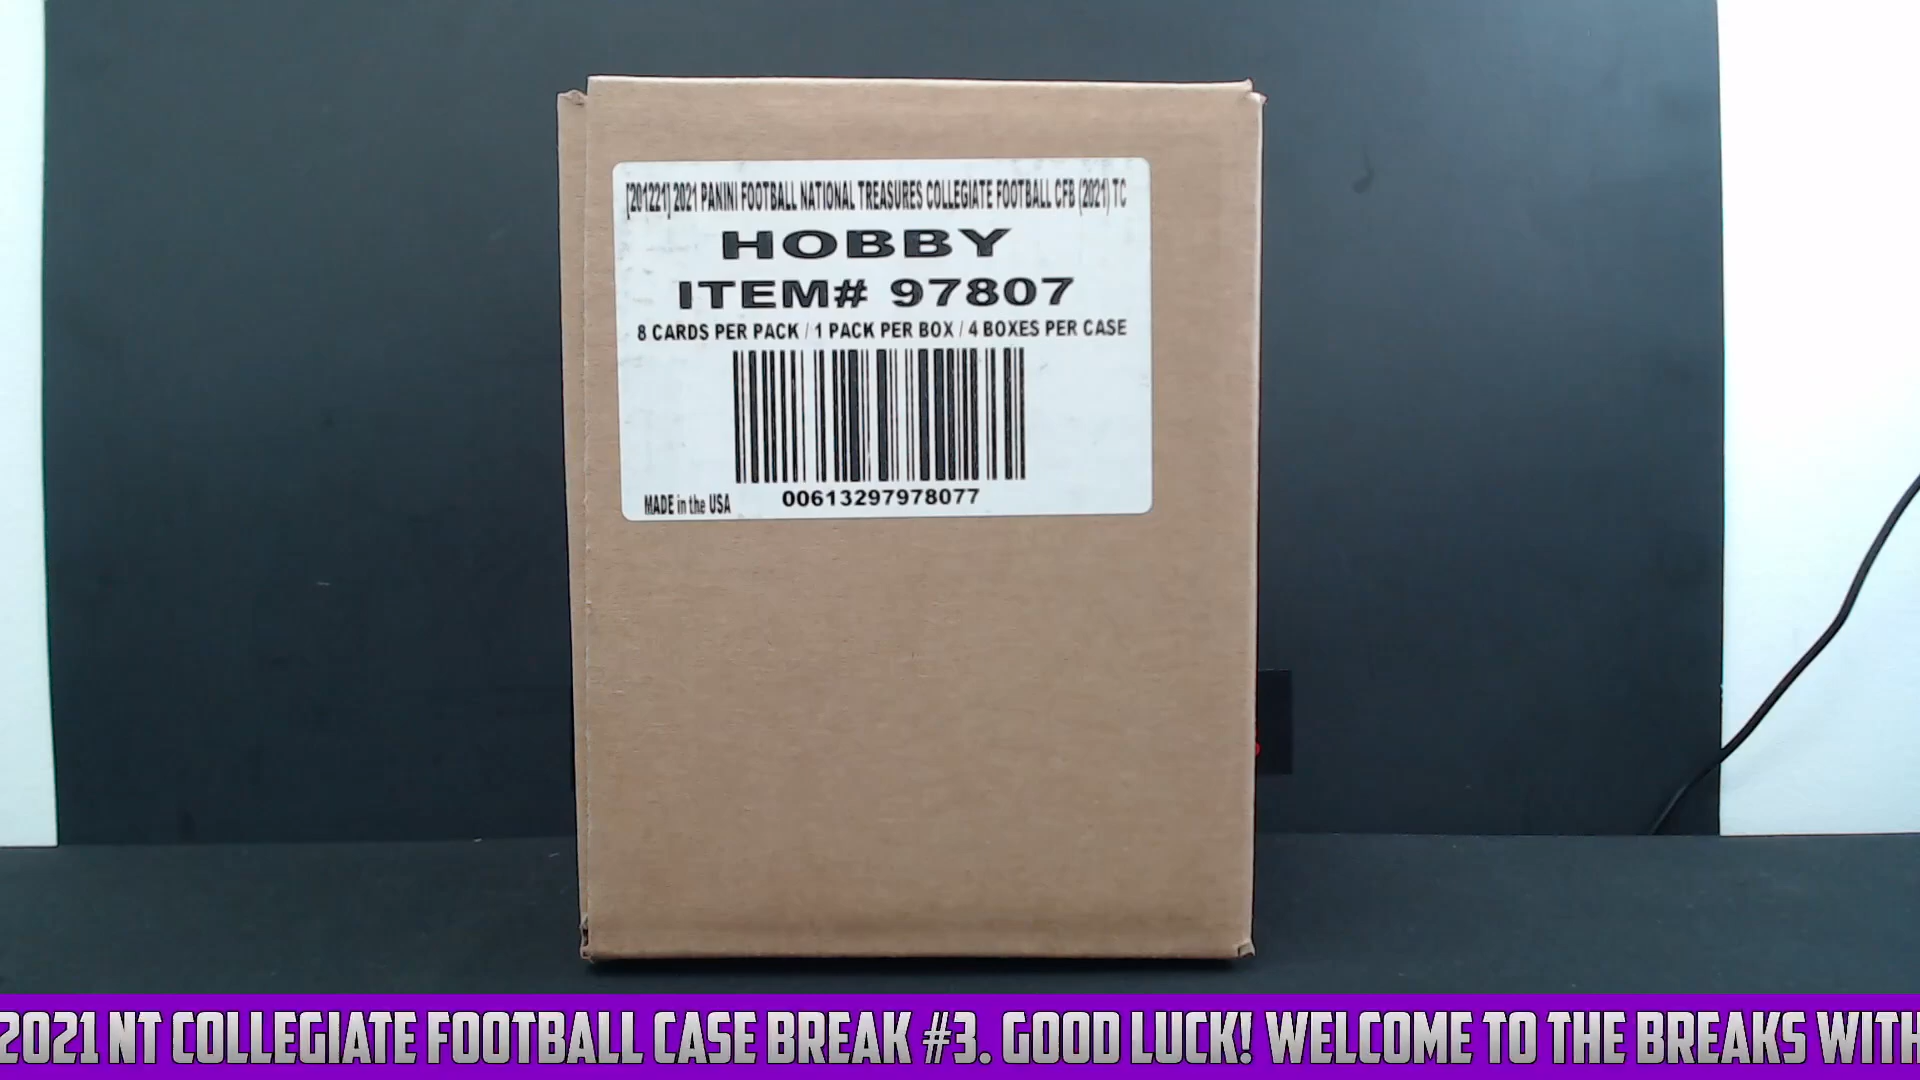 [201221] 2021 PANINI FOOTBALL NATIONAL TREASURES COLLEGIATE FOOTBALL CFB (2021) TC
HOBBY
ITEM# 97807
8 CARDS PER PACK / 1 PACK PER BOX / 4 BOXES PER CASE
MADE in the USA
00613297978077
2021 NT COLLEGIATE FOOTBALL CASE BREAK #3. GOOD LUCK! WELCOME TO THE BREAKS WITH